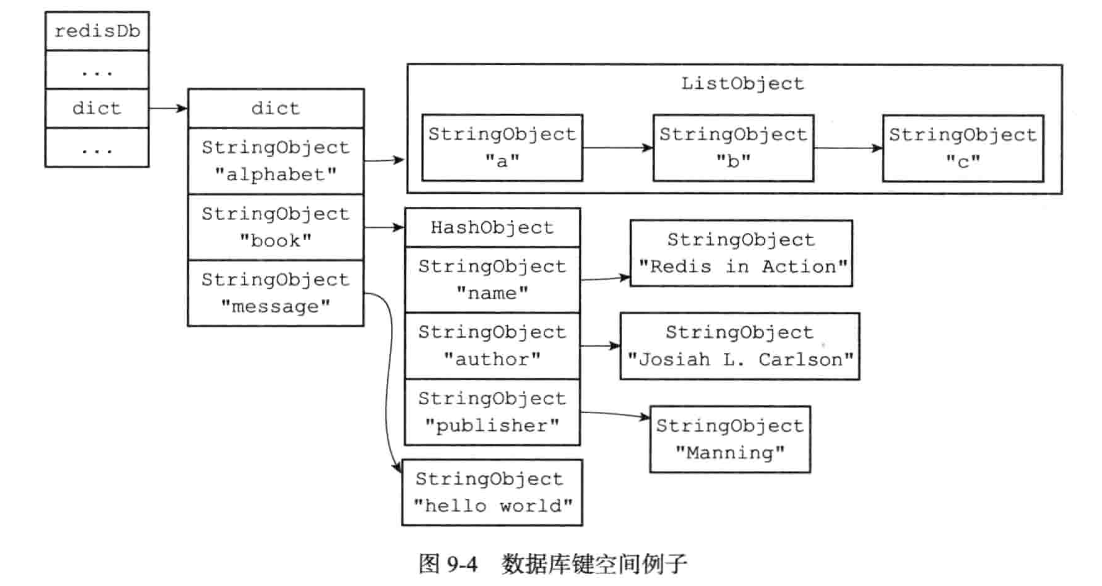 redisDb
...
dict
...
dict
StringObject
"alphabet"
StringObject
"book"
StringObject
"message"
ListObject
StringObject
"a"
StringObject
"b"
StringObject
"c"
HashObject
StringObject
"name"
StringObject
"author"
StringObject
"publisher"
StringObject
"Redis in Action"
StringObject
"Josiah L. Carlson"
StringObject
"Manning"
StringObject
"hello world"
图 9-4 数据库键空间例子